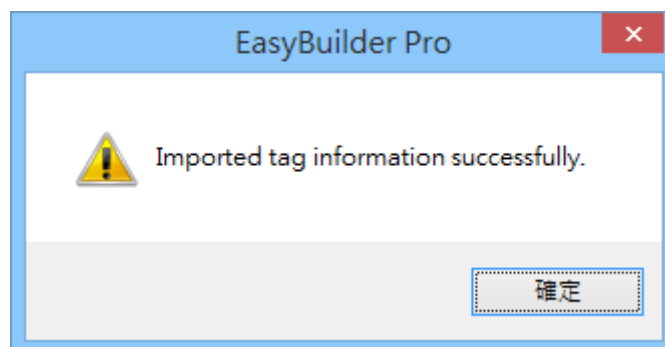 EasyBuilder Pro
Imported tag information successfully.
確定